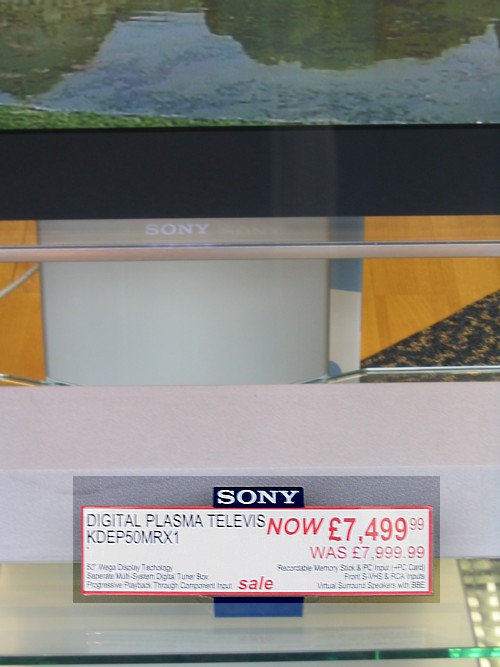 SONY
SONY
DIGITAL PLASMA TELEVIS NOW £7,499.99
KDEP50MRX1
WAS £7,999.99
50" Wega Display Techology
Seperate Multi-System Digital Tuner Box
Progressive Playback Through Component Input
sale
Recordable Memory Stick & PC Input (+PC Card)
Front S-VHS & RCA Inputs
Virtual Surround Speakers with BBE